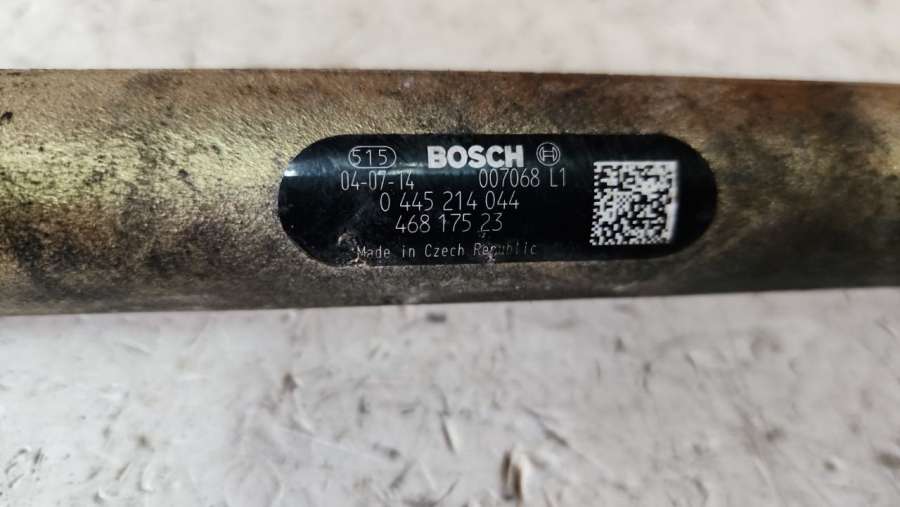 515 BOSCH
04-07-14 007068 L1
0 445 214 044
468 175 23
Made in Czech Republic